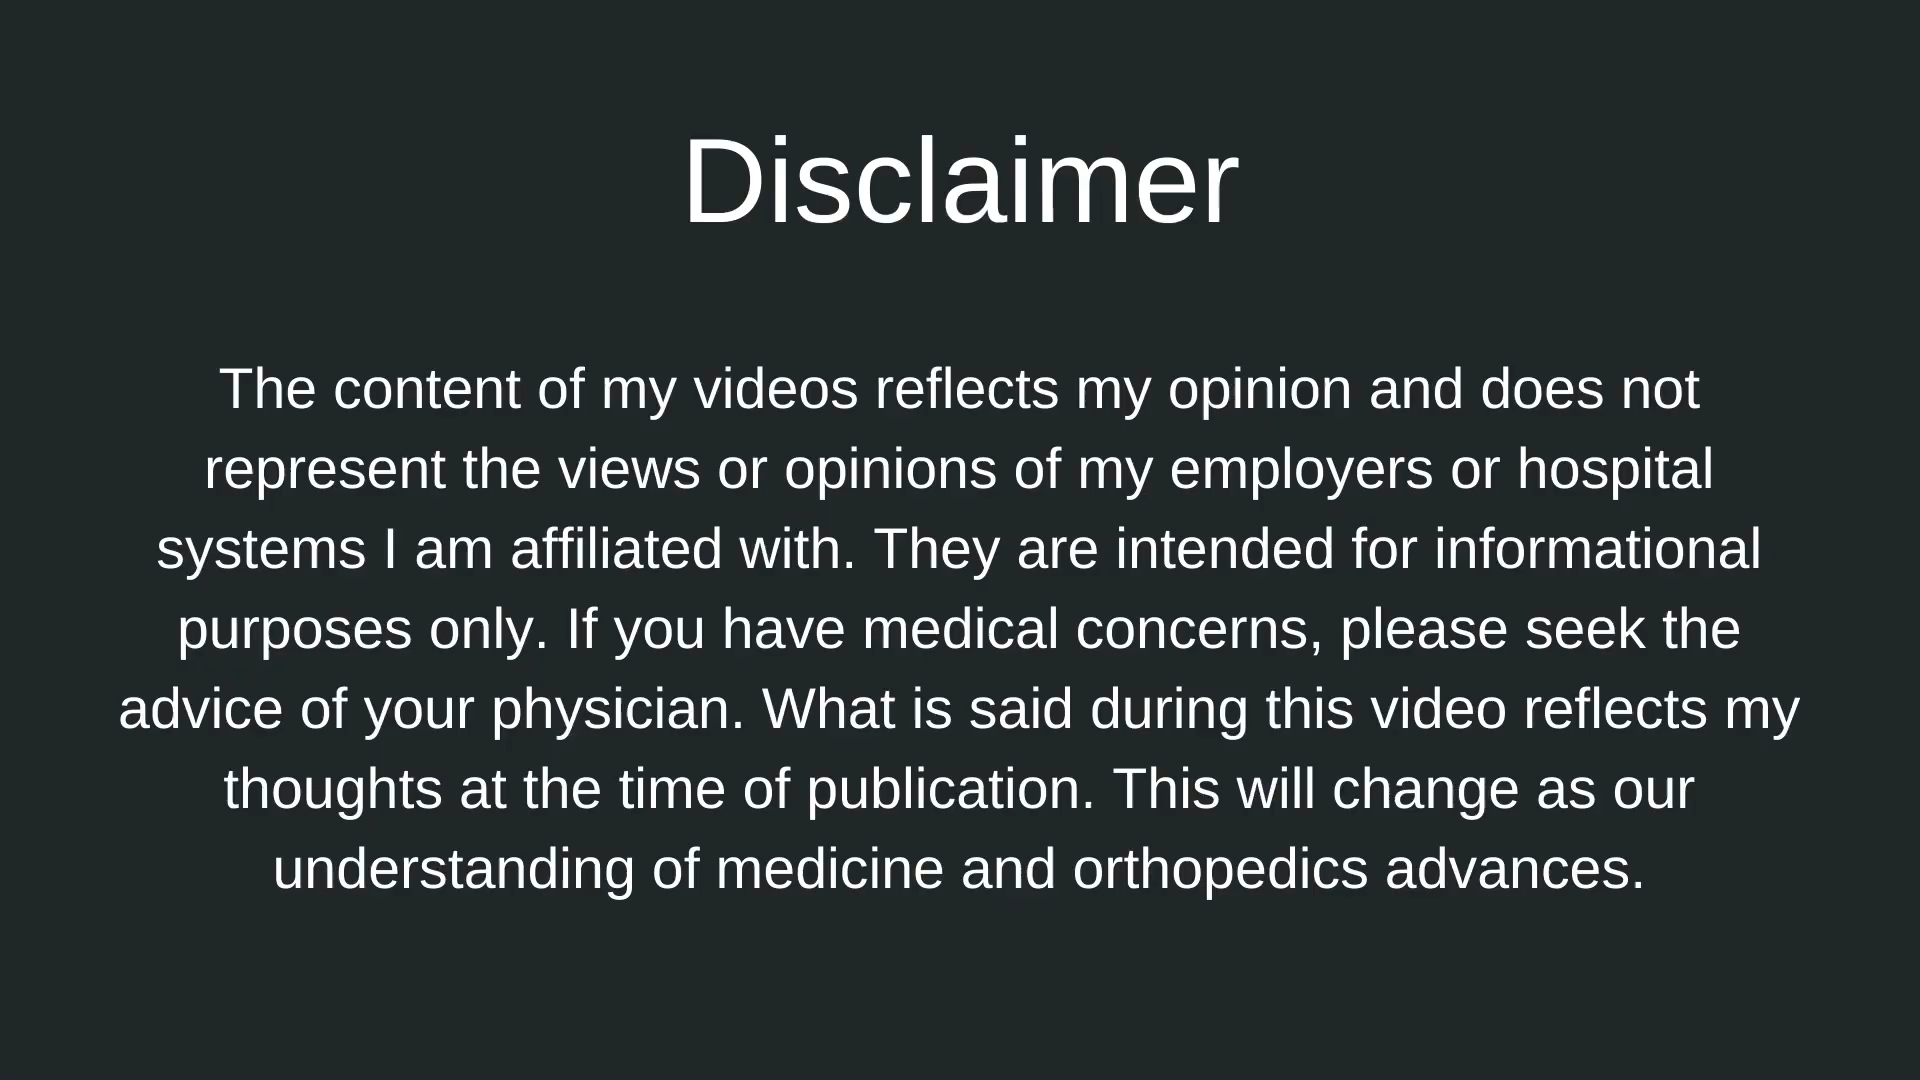 Disclaimer
The content of my videos reflects my opinion and does not
represent the views or opinions of my employers or hospital
systems I am affiliated with. They are intended for informational
purposes only. If you have medical concerns, please seek the
advice of your physician. What is said during this video reflects my
thoughts at the time of publication. This will change as our
understanding of medicine and orthopedics advances.